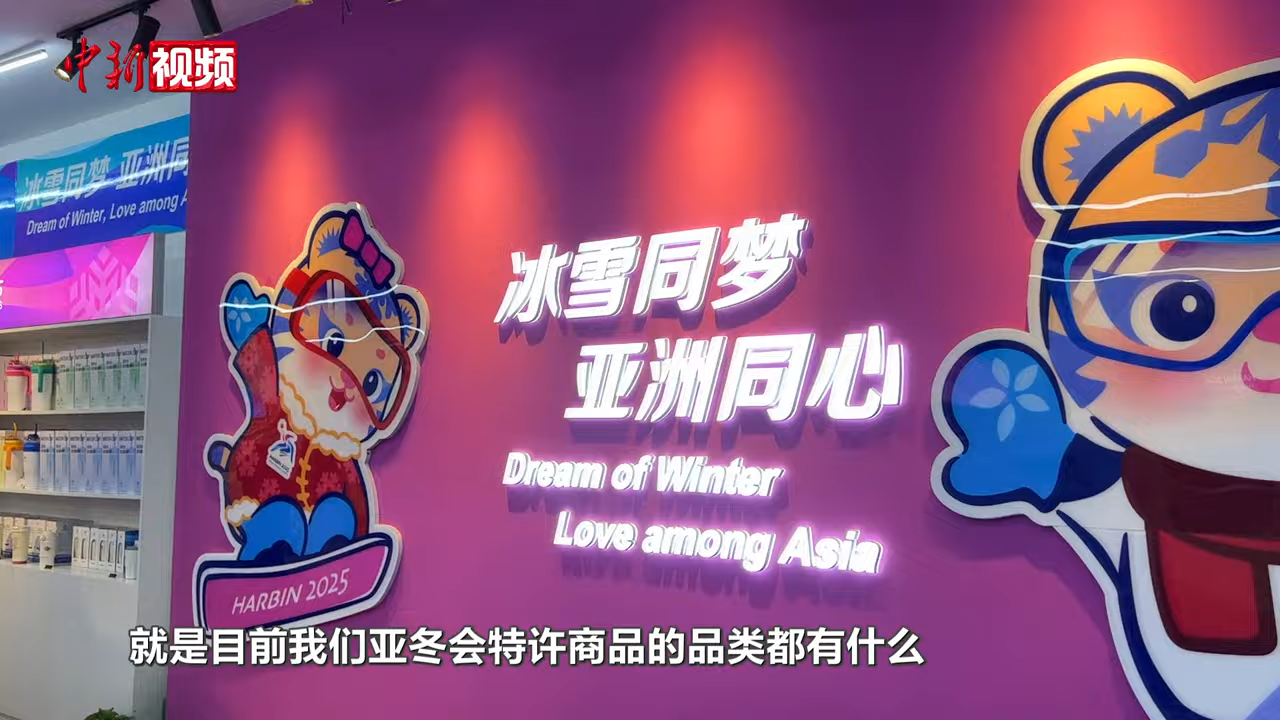 中新视频
冰雪同梦 亚洲同
Dream of Winter, Love among A
冰雪同梦
亚洲同心
Dream of Winter
Love among Asia
HARBIN 2025
就是目前我们亚冬会特许商品的品类都有什么